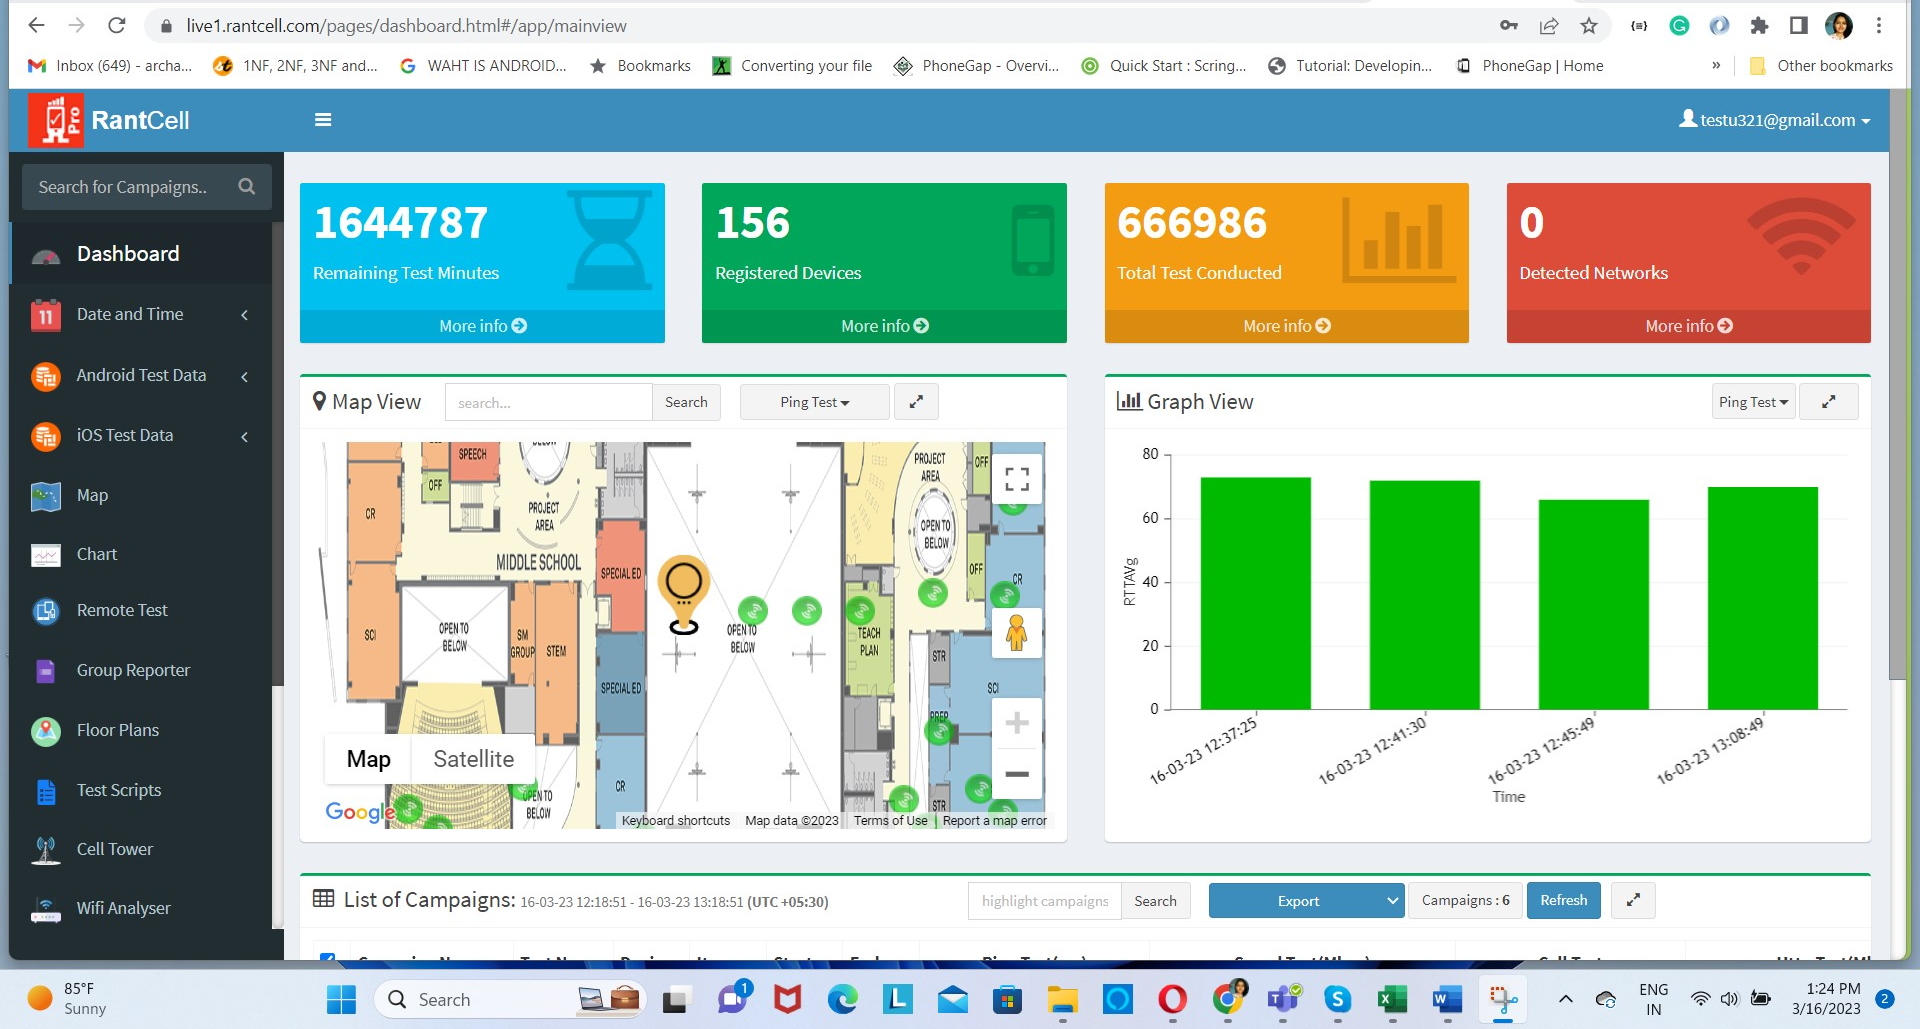 live1.rantcell.com/pages/dashboard.html#/app/mainview
Inbox (649) - archa...
1NF, 2NF, 3NF and...
WAHT IS ANDROID...
Bookmarks
Converting your file
PhoneGap - Overvi...
Quick Start : Scring...
Tutorial: Developin...
PhoneGap | Home
»
Other bookmarks
Pro
RantCell
testu321@gmail.com
Search for Campaigns..
Dashboard
11
Date and Time
Android Test Data
iOS Test Data
Map
Chart
Remote Test
Group Reporter
Floor Plans
Test Scripts
Cell Tower
Wifi Analyser
1644787
Remaining Test Minutes
More info
156
Registered Devices
More info
666986
Total Test Conducted
More info
0
Detected Networks
More info
Map View
search...
Search
Ping Test
SPEECH
OFF
CR
PROJECT
AREA
MIDDLE SCHOOL
SPECIAL ED
SCI
OPEN TO
BELOW
SM
GROUP
STEM
SPECIAL ED
CR
OPEN TO
BELOW
OPEN TO
BELOW
PROJECT
AREA
OFF
OPEN TO
BELOW
OFF
CR
TEACH
PLAN
STR
SCI
PREP
STR
Map
Satellite
Google
Keyboard shortcuts
Map data ©2023
Terms of Use
Report a map error
Graph View
Ping Test
80
60
40
20
0
RTTAVg
16-03-23 12:37:25
16-03-23 12:41:30
16-03-23 12:45:49
16-03-23 13:08:49
Time
List of Campaigns: 16-03-23 12:18:51 - 16-03-23 13:18:51 (UTC +05:30)
highlight campaigns
Search
Export
Campaigns : 6
Refresh
85°F
Sunny
Search
1
ENG
IN
1:24 PM
3/16/2023
2